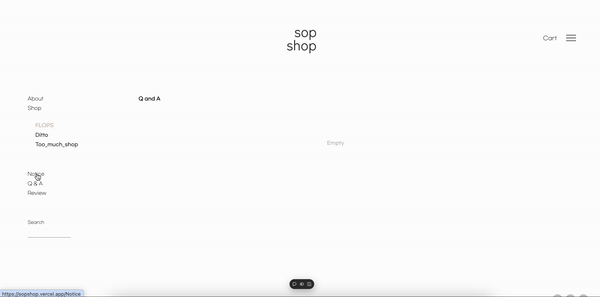 sop
shop
Cart
About
Shop
FLOPS
Ditto
Too_much_shop
Notice
Q & A
Review
Search
Q and A
Empty
https://sopshop.vercel.app/Notice